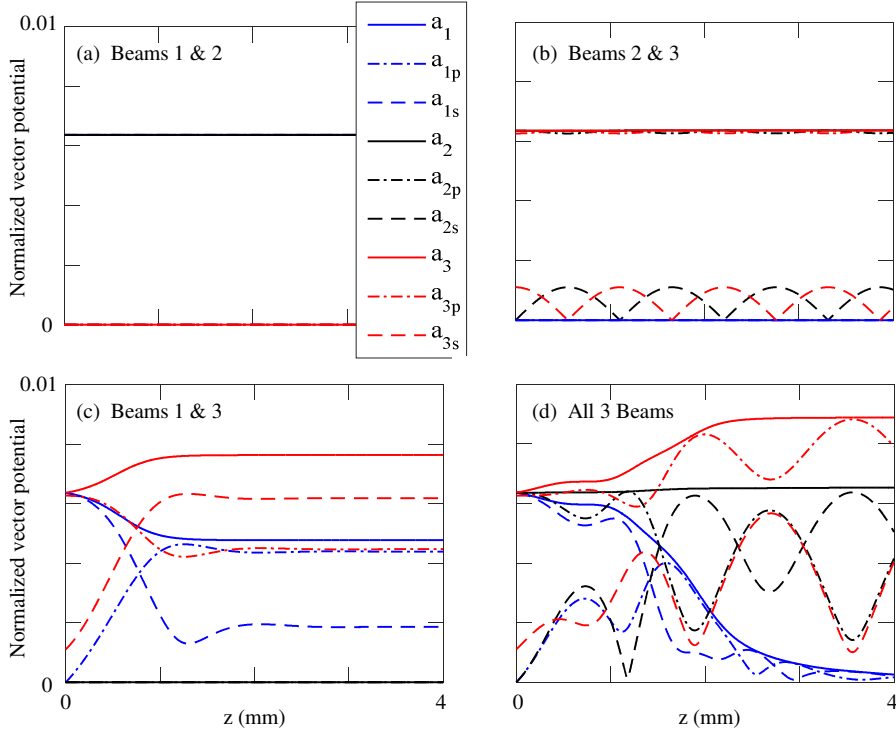 0.01
(a) Beams 1 & 2
Normalized vector potential
0
a1
a1p
a1s
a2
a2p
a2s
a3
a3p
a3s
(b) Beams 2 & 3
0.01
(c) Beams 1 & 3
Normalized vector potential
0
0
4
z (mm)
(d) All 3 Beams
0
4
z (mm)